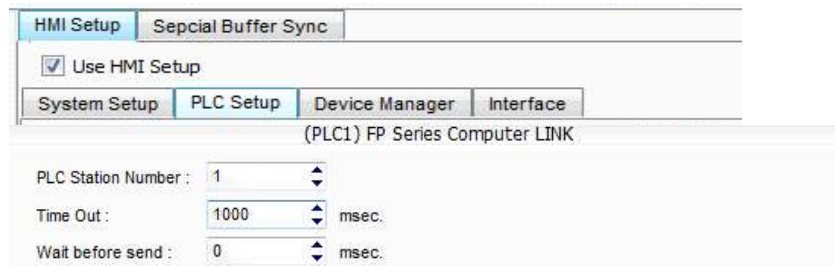 HMI Setup Sepcial Buffer Sync
Use HMI Setup
System Setup PLC Setup Device Manager Interface
(PLC1) FP Series Computer LINK
PLC Station Number : 1
Time Out : 1000 msec.
Wait before send : 0 msec.